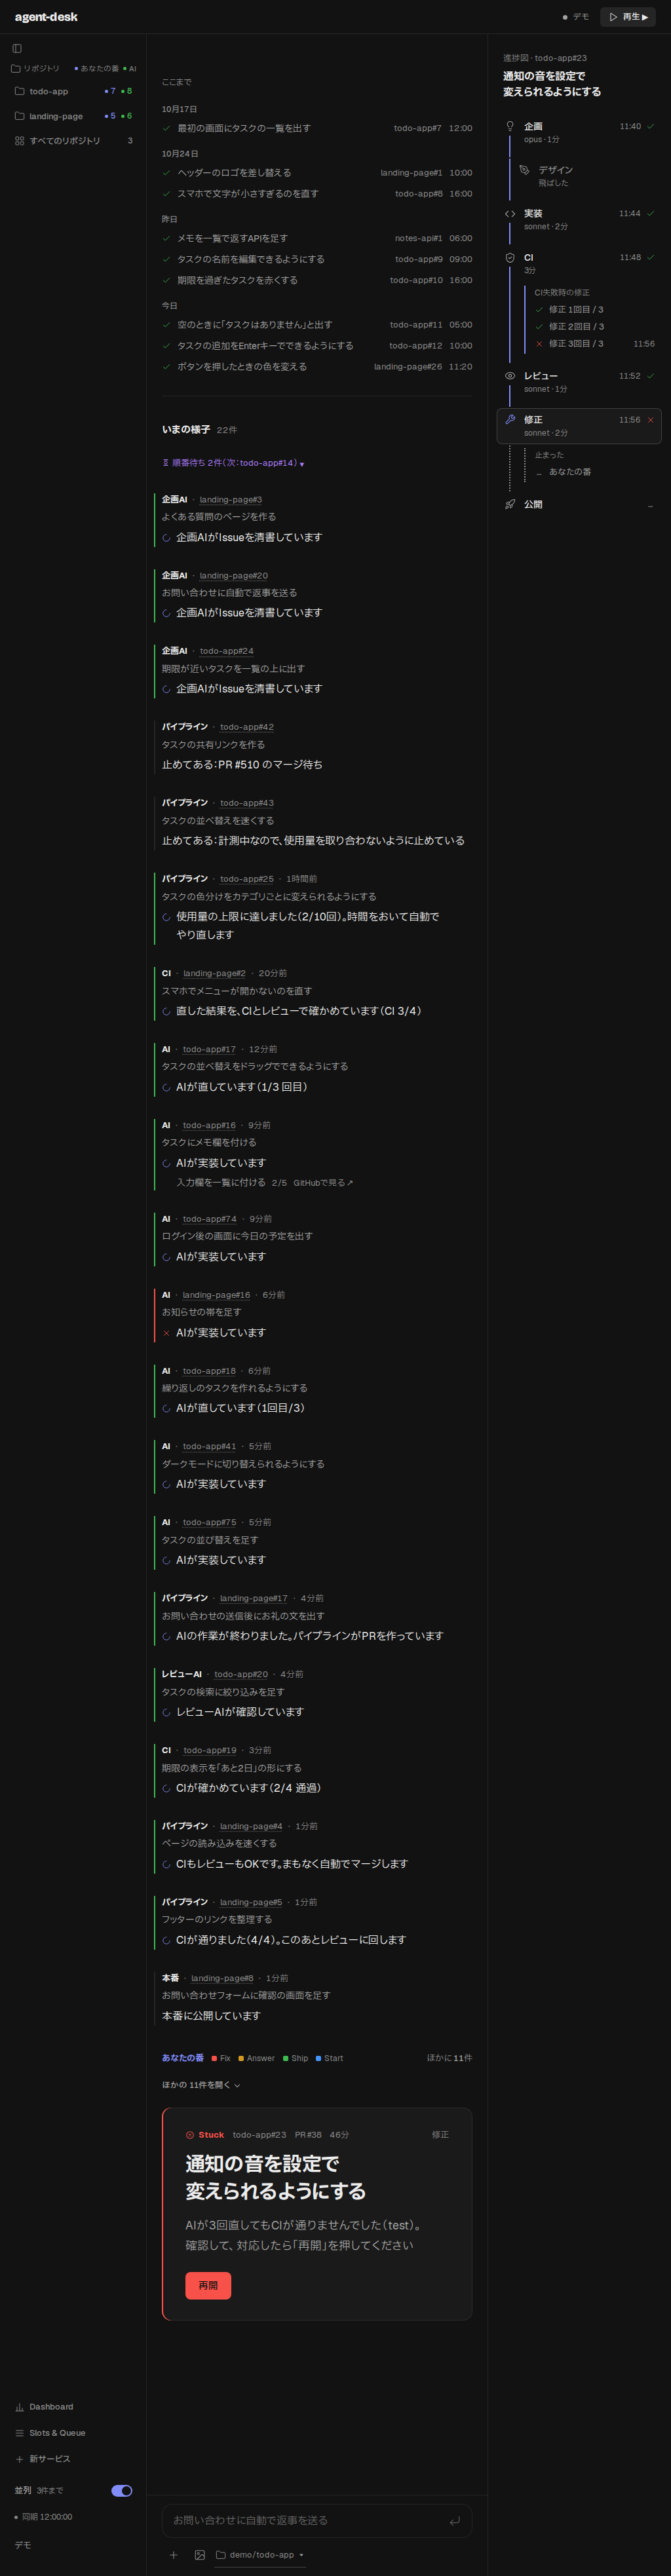 agent-desk
デモ
再生 ▶
リポジトリ
あなたの番
AI
todo-app
7
8
landing-page
5
6
すべてのリポジトリ
3
ここまで
10月17日
最初の画面にタスクの一覧を出す
todo-app#7 12:00
10月24日
ヘッダーのロゴを差し替える
landing-page#1 10:00
スマホで文字が小さすぎるのを直す
todo-app#8 16:00
昨日
メモを一覧で返すAPIを足す
notes-api#1 06:00
タスクの名前を編集できるようにする
todo-app#9 09:00
期限を過ぎたタスクを赤くする
todo-app#10 16:00
今日
空のときに「タスクはありません」と出す
todo-app#11 05:00
タスクの追加をEnterキーでできるようにする
todo-app#12 10:00
ボタンを押したときの色を変える
landing-page#26 11:20
いまの様子 22件
順番待ち 2件（次：todo-app#14）▾
企画AI · landing-page#3
よくある質問のページを作る
企画AIがIssueを清書しています
企画AI · landing-page#20
お問い合わせに自動で返事を送る
企画AIがIssueを清書しています
企画AI · todo-app#24
期限が近いタスクを一覧の上に出す
企画AIがIssueを清書しています
パイプライン · todo-app#42
タスクの共有リンクを作る
止めてある：PR #510 のマージ待ち
パイプライン · todo-app#43
タスクの並べ替えを速くする
止めてある：計測中なので、使用量を取り合わないように止めている
パイプライン · todo-app#25 · 1時間前
タスクの色分けをカテゴリごとに変えられるようにする
使用量の上限に達しました（2/10回）。時間をおいて自動で
やり直します
CI · landing-page#2 · 20分前
スマホでメニューが開かないのを直す
直した結果を、CIとレビューで確かめています（CI 3/4）
AI · todo-app#17 · 12分前
タスクの並べ替えをドラッグでできるようにする
AIが直しています（1/3 回目）
AI · todo-app#16 · 9分前
タスクにメモ欄を付ける
AIが実装しています
入力欄を一覧に付ける 2/5 GitHubで見る↗
AI · todo-app#74 · 9分前
ログイン後の画面に今日の予定を出す
AIが実装しています
AI · landing-page#16 · 6分前
お知らせの帯を足す
AIが実装しています
AI · todo-app#18 · 6分前
繰り返しのタスクを作れるようにする
AIが直しています（1回目/3）
AI · todo-app#41 · 5分前
ダークモードに切り替えられるようにする
AIが実装しています
AI · todo-app#75 · 5分前
タスクの並び替えを足す
AIが実装しています
パイプライン · landing-page#17 · 4分前
お問い合わせの送信後にお礼の文を出す
AIの作業が終わりました。パイプラインがPRを作っています
レビューAI · todo-app#20 · 4分前
タスクの検索に絞り込みを足す
レビューAIが確認しています
CI · todo-app#19 · 3分前
期限の表示を「あと2日」の形にする
CIが確かめています（2/4 通過）
パイプライン · landing-page#4 · 1分前
ページの読み込みを速くする
CIもレビューもOKです。まもなく自動でマージします
パイプライン · landing-page#5 · 1分前
フッターのリンクを整理する
CIが通りました（4/4）。このあとレビューに回します
本番 · landing-page#8 · 1分前
お問い合わせフォームに確認の画面を足す
本番に公開しています
あなたの番 Fix Answer Ship Start ほかに 11件
ほかの 11件を開く
Stuck todo-app#23 PR #38 46分 修正
通知の音を設定で
変えられるようにする
AIが3回直してもCIが通りませんでした（test）。
確認して、対応したら「再開」を押してください
再開
お問い合わせに自動で返事を送る
demo/todo-app
Dashboard
Slots & Queue
新サービス
並列 3件まで
同期 12:00:00
デモ
進捗図 · todo-app#23
通知の音を設定で
変えられるようにする
企画 11:40
opus · 1分
デザイン
飛ばした
実装 11:44
sonnet · 2分
CI 11:48
3分
CI失敗時の修正
修正 1回目 / 3
修正 2回目 / 3
修正 3回目 / 3 11:56
レビュー 11:52
sonnet · 1分
修正 11:56
sonnet · 2分
止まった
あなたの番
公開